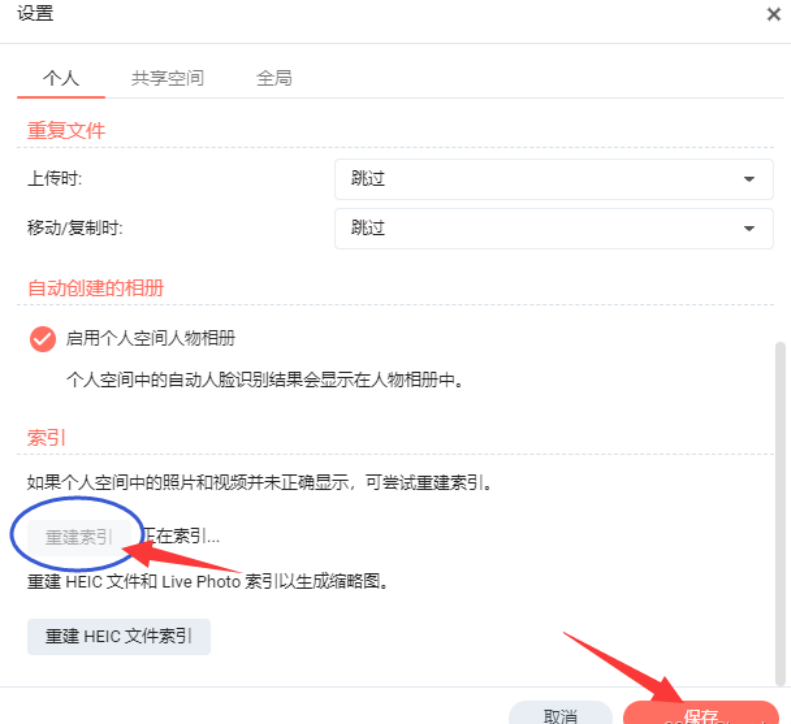 设置
个人 共享空间 全局
重复文件
上传时: 跳过
移动/复制时: 跳过
自动创建的相册
启用个人空间人物相册
个人空间中的自动人脸识别结果会显示在人物相册中。
索引
如果个人空间中的照片和视频并未正确显示，可尝试重建索引。
重建索引 正在索引...
重建 HEIC 文件和 Live Photo 索引以生成缩略图。
重建 HEIC 文件索引
取消 保存